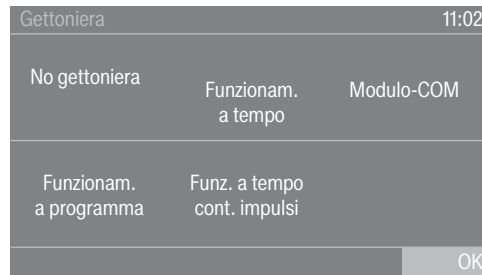 Gettoniera 11:02
No gettoniera
Funzionam.
a tempo
Modulo-COM
Funzionam.
a programma
Funz. a tempo
cont. impulsi
OK